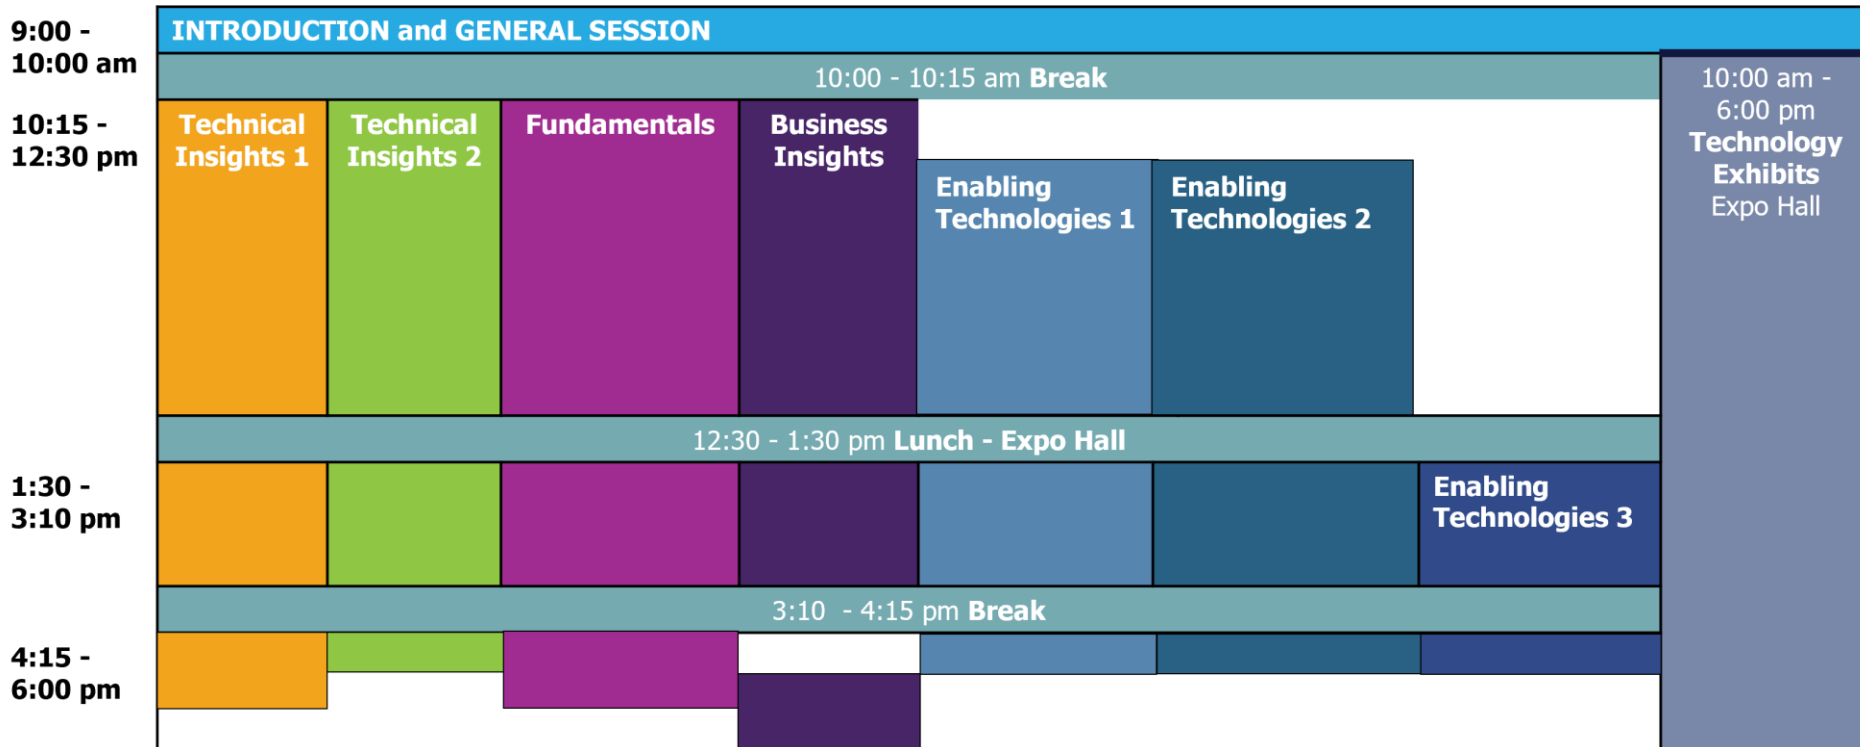 9:00 -
10:00 am
INTRODUCTION and GENERAL SESSION
10:00 - 10:15 am Break
10:00 am -
6:00 pm
Technology
Exhibits
Expo Hall
10:15 -
12:30 pm
Technical
Insights 1
Technical
Insights 2
Fundamentals
Business
Insights
Enabling
Technologies 1
Enabling
Technologies 2
12:30 - 1:30 pm Lunch - Expo Hall
1:30 -
3:10 pm
Enabling
Technologies 3
3:10 - 4:15 pm Break
4:15 -
6:00 pm